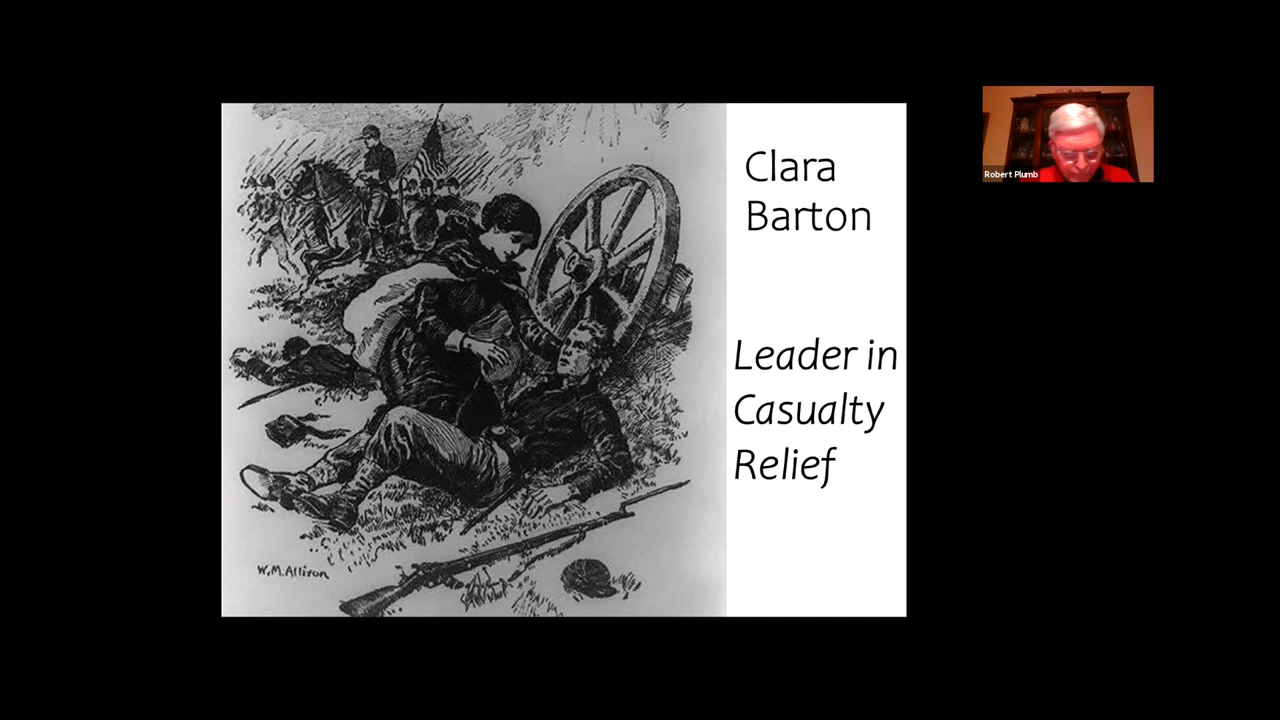 Clara
Barton
Leader in
Casualty
Relief
W.M.Allison
Robert Plumb